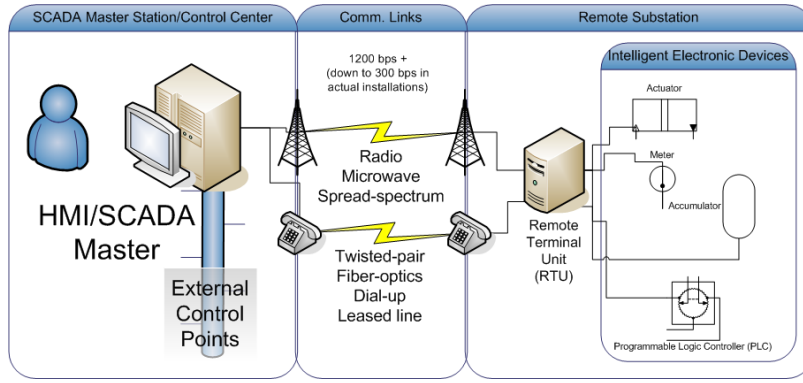 SCADA Master Station/Control Center
Comm. Links
Remote Substation
1200 bps +
(down to 300 bps in
actual installations)
Radio
Microwave
Spread-spectrum
Twisted-pair
Fiber-optics
Dial-up
Leased line
HMI/SCADA
Master
External
Control
Points
Remote
Terminal
Unit
(RTU)
Intelligent Electronic Devices
Actuator
Meter
Accumulator
Programmable Logic Controller (PLC)